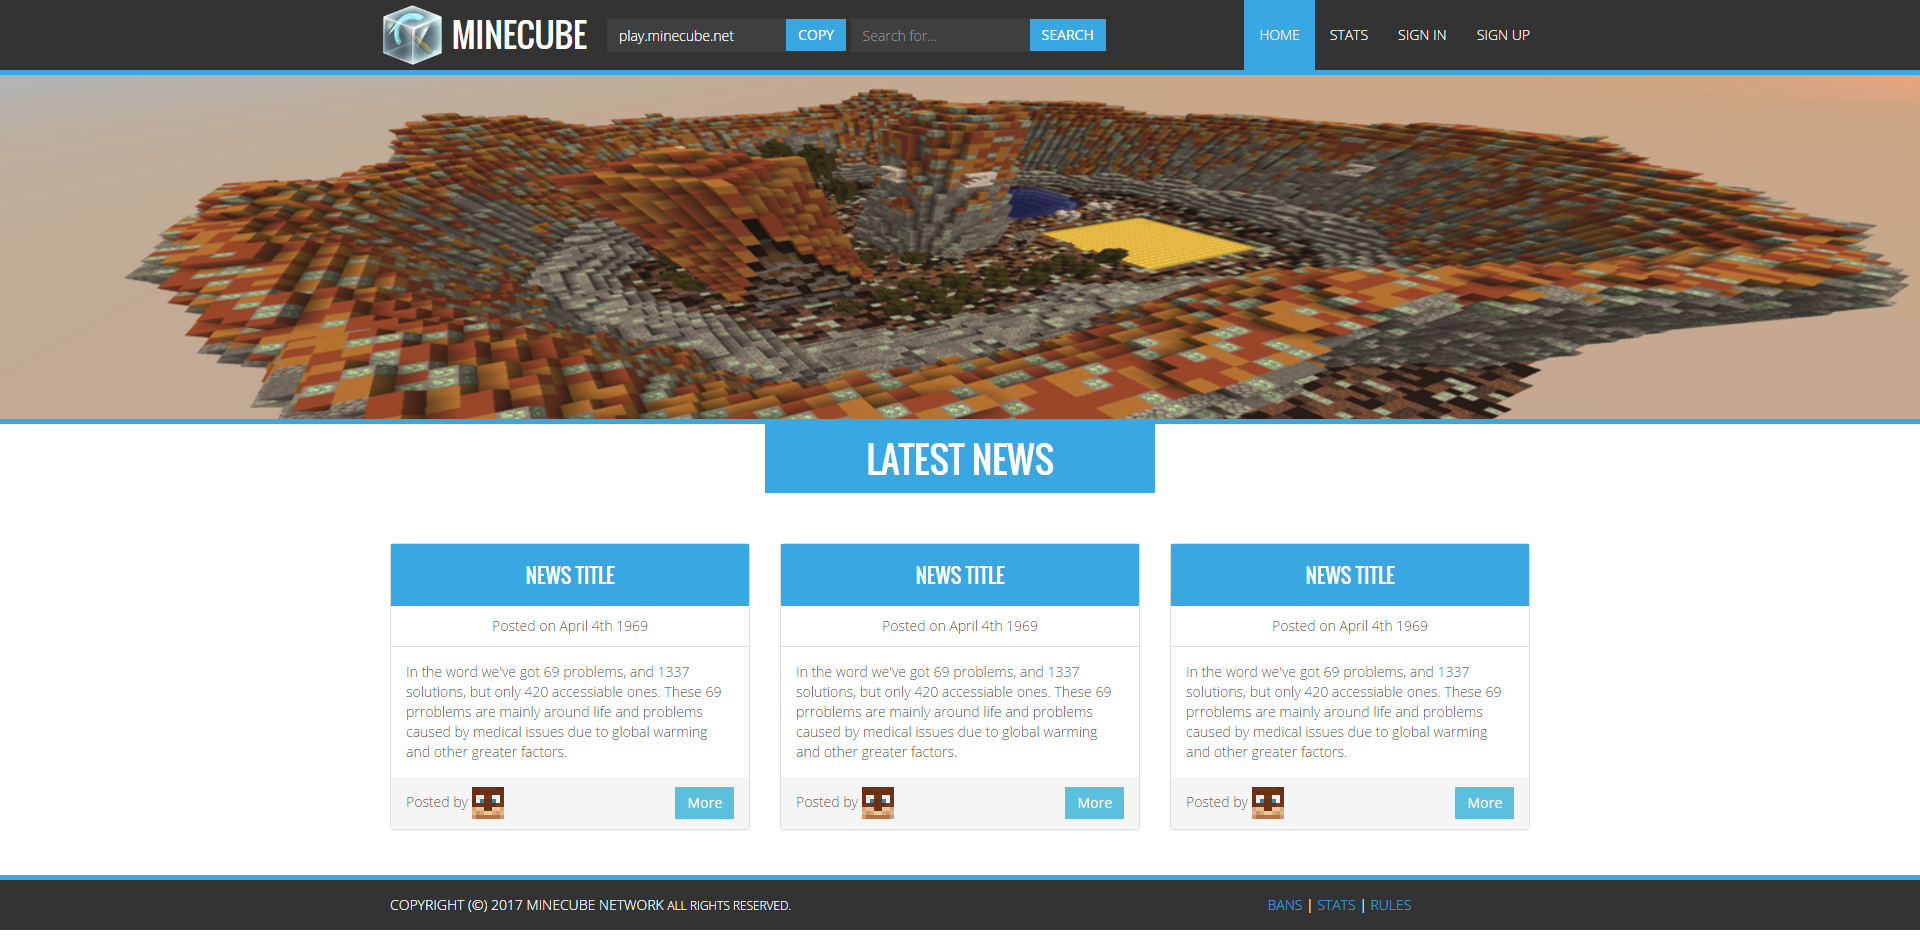 MINECUBE
play.minecube.net COPY Search for... SEARCH
HOME STATS SIGN IN SIGN UP
LATEST NEWS
NEWS TITLE
Posted on April 4th 1969
In the word we've got 69 problems, and 1337
solutions, but only 420 accessiable ones. These 69
prroblems are mainly around life and problems
caused by medical issues due to global warming
and other greater factors.
Posted by More
NEWS TITLE
Posted on April 4th 1969
In the word we've got 69 problems, and 1337
solutions, but only 420 accessiable ones. These 69
prroblems are mainly around life and problems
caused by medical issues due to global warming
and other greater factors.
Posted by More
NEWS TITLE
Posted on April 4th 1969
In the word we've got 69 problems, and 1337
solutions, but only 420 accessiable ones. These 69
prroblems are mainly around life and problems
caused by medical issues due to global warming
and other greater factors.
Posted by More
COPYRIGHT (©) 2017 MINECUBE NETWORK ALL RIGHTS RESERVED.
BANS | STATS | RULES